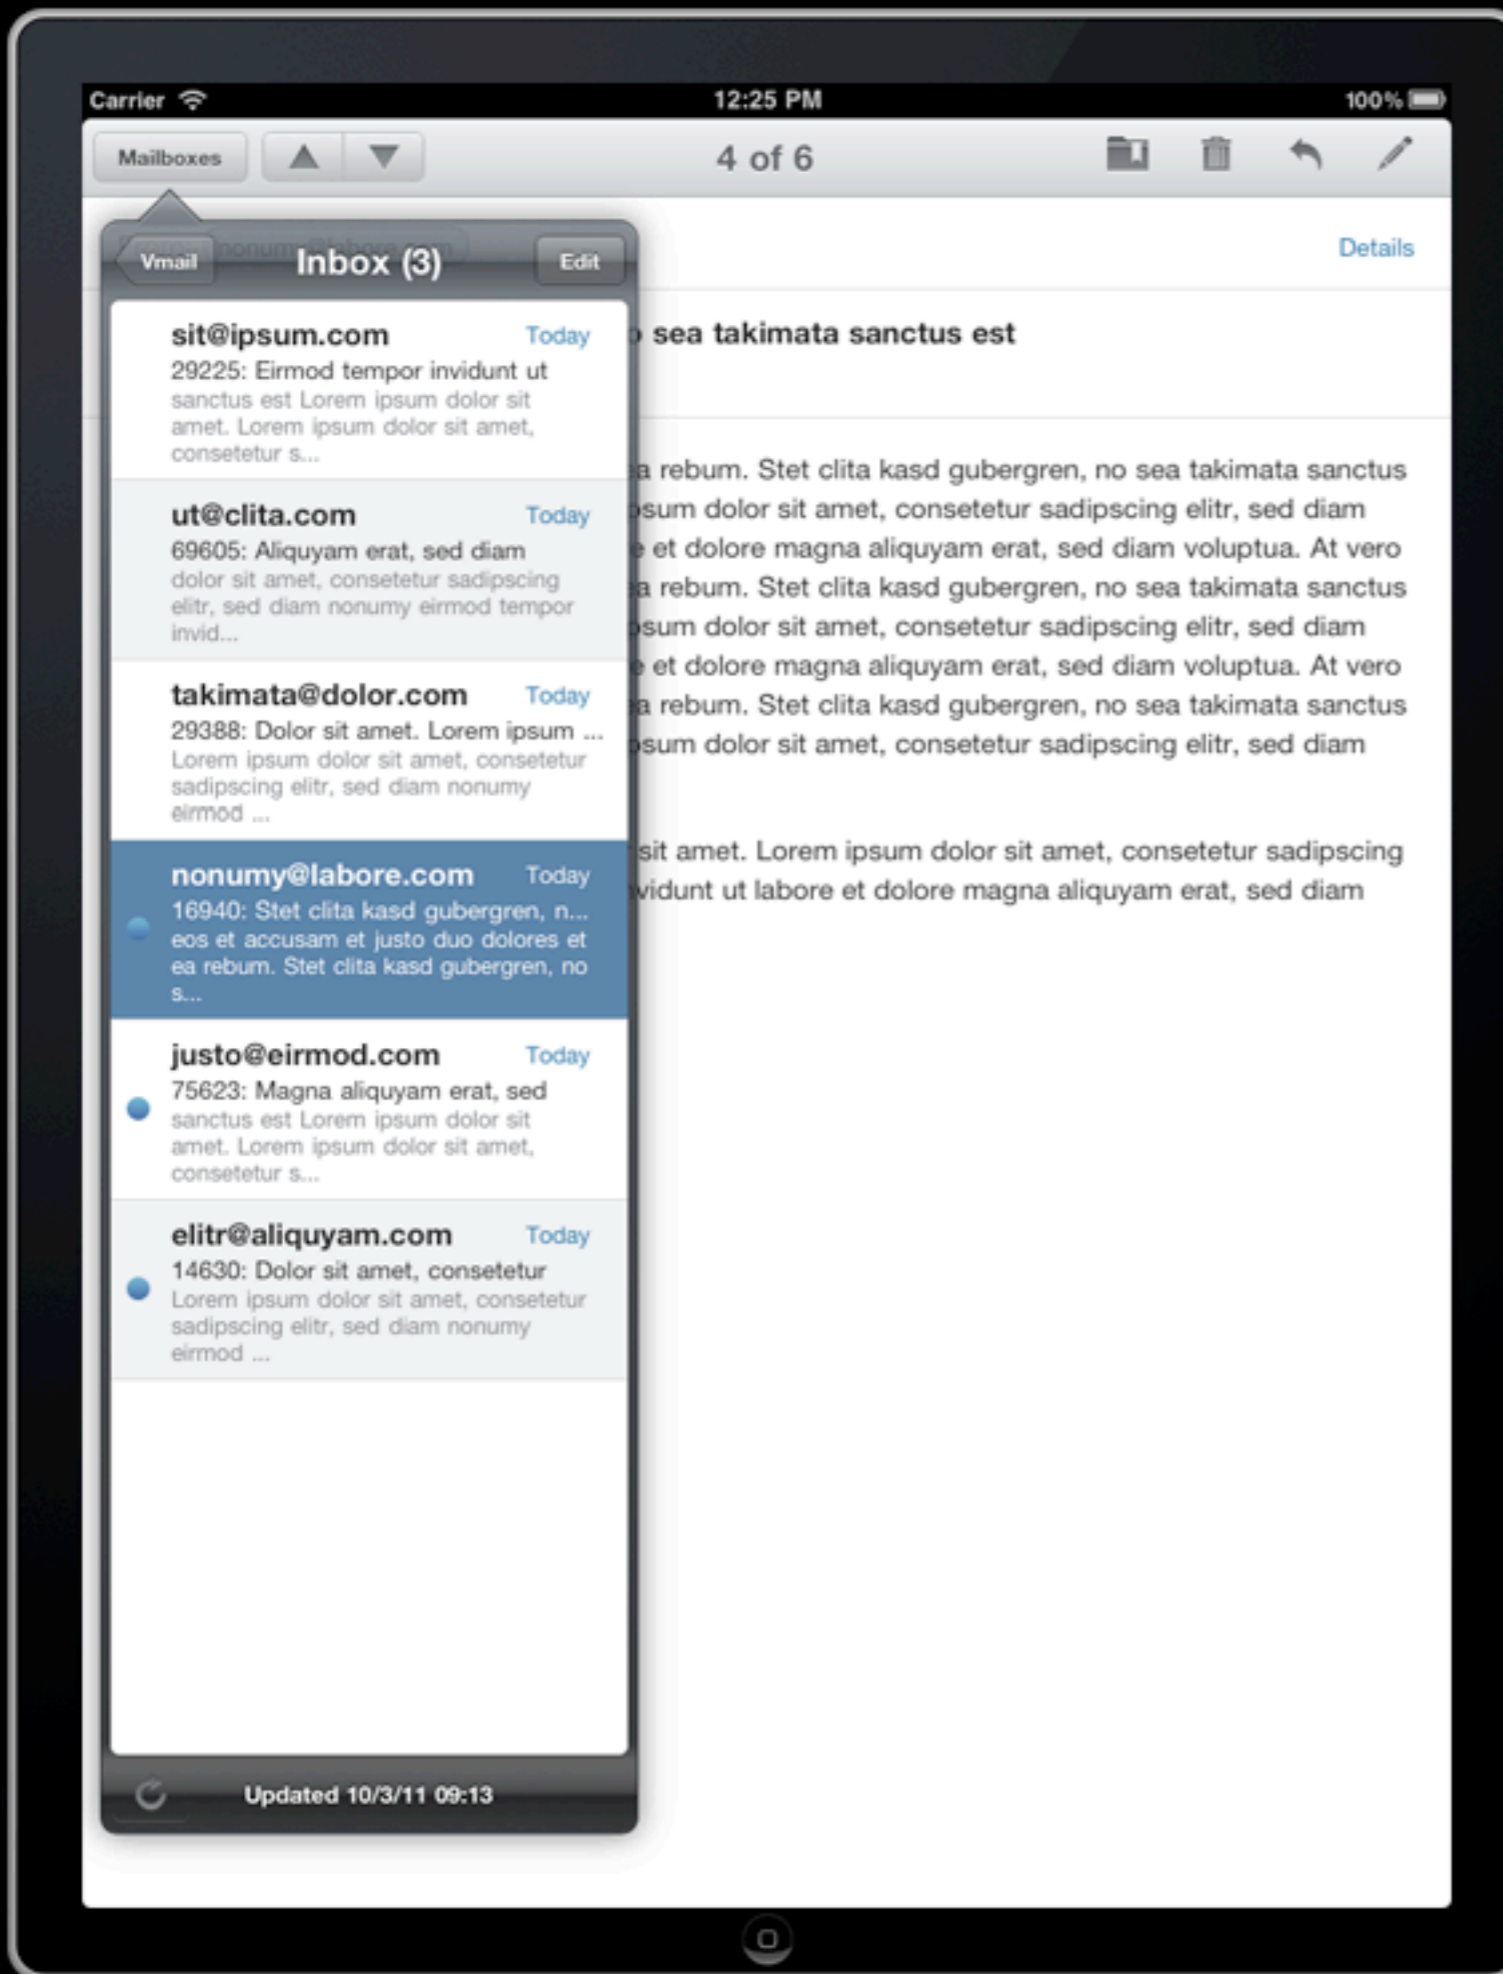 Carrier 12:25 PM 100%
Mailboxes 4 of 6
nonumy@labore.com Details
Vmail Inbox (3) Edit
sea takimata sanctus est
sit@ipsum.com Today
29225: Eirmod tempor invidunt ut
sanctus est Lorem ipsum dolor sit
amet. Lorem ipsum dolor sit amet,
consetetur s...
ut@clita.com Today
69605: Aliquyam erat, sed diam
dolor sit amet, consetetur sadipscing
elitr, sed diam nonumy eirmod tempor
invid...
takimata@dolor.com Today
29388: Dolor sit amet. Lorem ipsum ...
Lorem ipsum dolor sit amet, consetetur
sadipscing elitr, sed diam nonumy
eirmod ...
nonumy@labore.com Today
16940: Stet clita kasd gubergren, n...
eos et accusam et justo duo dolores et
ea rebum. Stet clita kasd gubergren, no
s...
justo@eirmod.com Today
75623: Magna aliquyam erat, sed
sanctus est Lorem ipsum dolor sit
amet. Lorem ipsum dolor sit amet,
consetetur s...
elitr@aliquyam.com Today
14630: Dolor sit amet, consetetur
Lorem ipsum dolor sit amet, consetetur
sadipscing elitr, sed diam nonumy
eirmod ...
Updated 10/3/11 09:13
a rebum. Stet clita kasd gubergren, no sea takimata sanctus
sum dolor sit amet, consetetur sadipscing elitr, sed diam
et dolore magna aliquyam erat, sed diam voluptua. At vero
a rebum. Stet clita kasd gubergren, no sea takimata sanctus
sum dolor sit amet, consetetur sadipscing elitr, sed diam
et dolore magna aliquyam erat, sed diam voluptua. At vero
a rebum. Stet clita kasd gubergren, no sea takimata sanctus
sum dolor sit amet, consetetur sadipscing elitr, sed diam
sit amet. Lorem ipsum dolor sit amet, consetetur sadipscing
vidunt ut labore et dolore magna aliquyam erat, sed diam